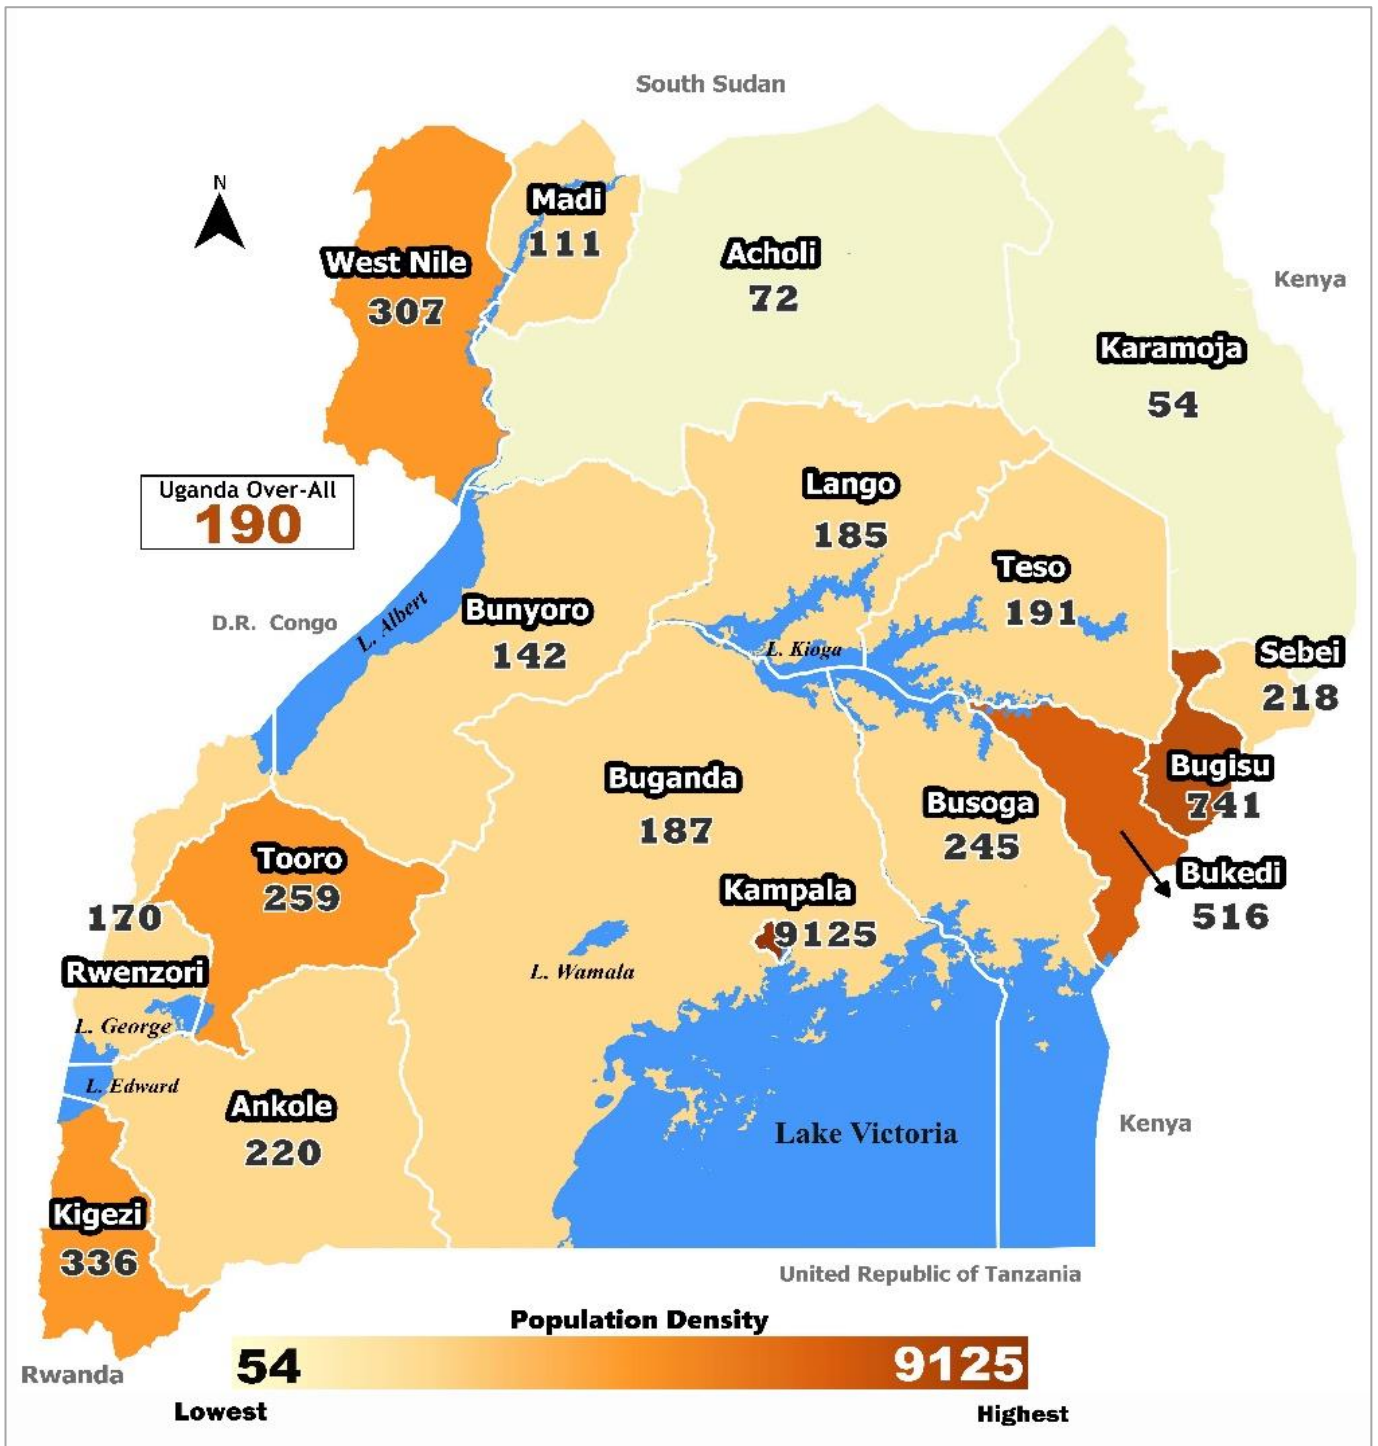 South Sudan
N
Madi
111
West Nile
307
Acholi
72
Kenya
Karamoja
54
Uganda Over-All
190
Lango
185
Teso
191
D.R. Congo
L. Albert
Bunyoro
142
L. Kioga
Sebei
218
Buganda
187
Busoga
245
Bugisu
741
Tooro
259
Kampala
9125
Bukedi
516
170
Rwenzori
L. Wamala
L. George
L. Edward
Ankole
220
Lake Victoria
Kenya
Kigezi
336
United Republic of Tanzania
Population Density
54
9125
Rwanda
Lowest
Highest